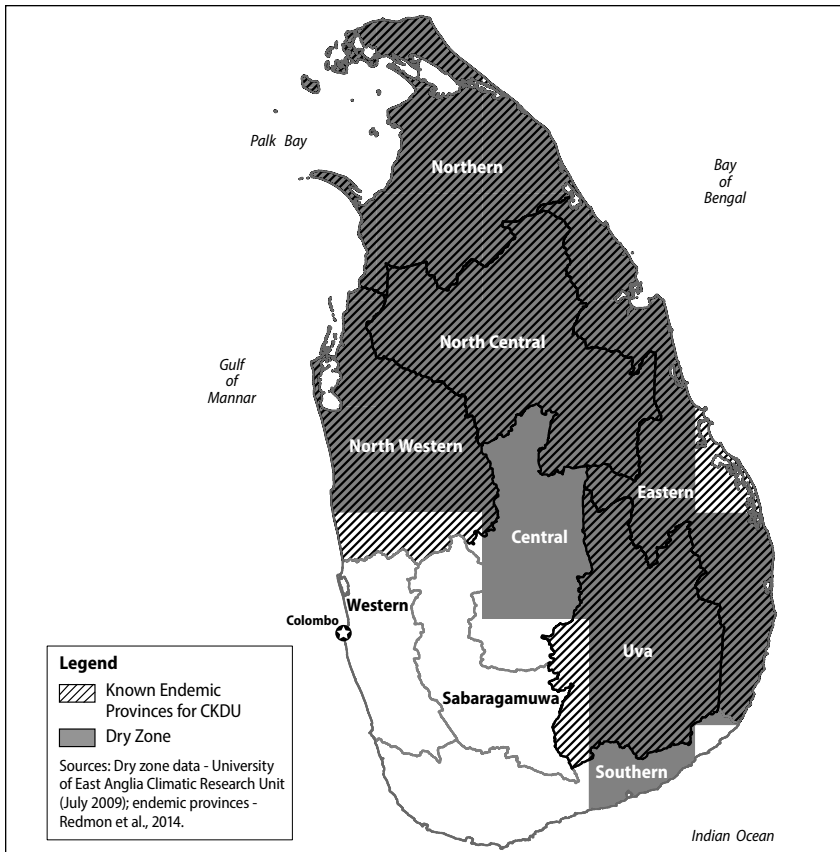 Palk Bay
Bay
of
Bengal
Northern
North Central
Gulf
of
Mannar
North Western
Eastern
Central
Western
Colombo
Uva
Sabaragamuwa
Southern
Indian Ocean
Legend
Known Endemic
Provinces for CKDU
Dry Zone
Sources: Dry zone data - University
of East Anglia Climatic Research Unit
(July 2009); endemic provinces -
Redmon et al., 2014.